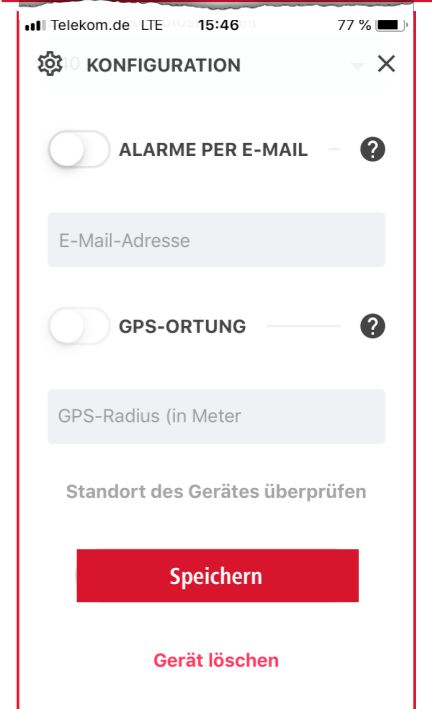 Telekom.de LTE 15:46 77 %
KONFIGURATION
ALARME PER E-MAIL
E-Mail-Adresse
GPS-ORTUNG
GPS-Radius (in Meter
Standort des Gerätes überprüfen
Speichern
Gerät löschen